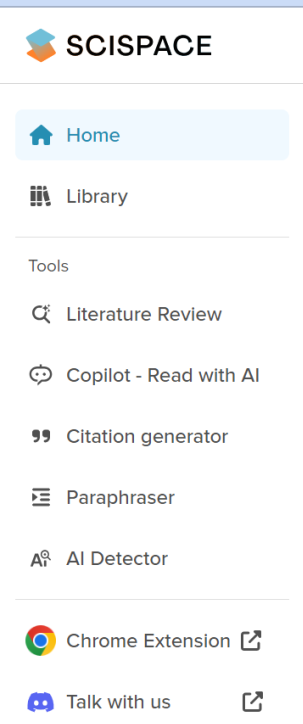 SCISPACE
Home
Library
Tools
Literature Review
Copilot - Read with AI
Citation generator
Paraphraser
AI Detector
Chrome Extension
Talk with us